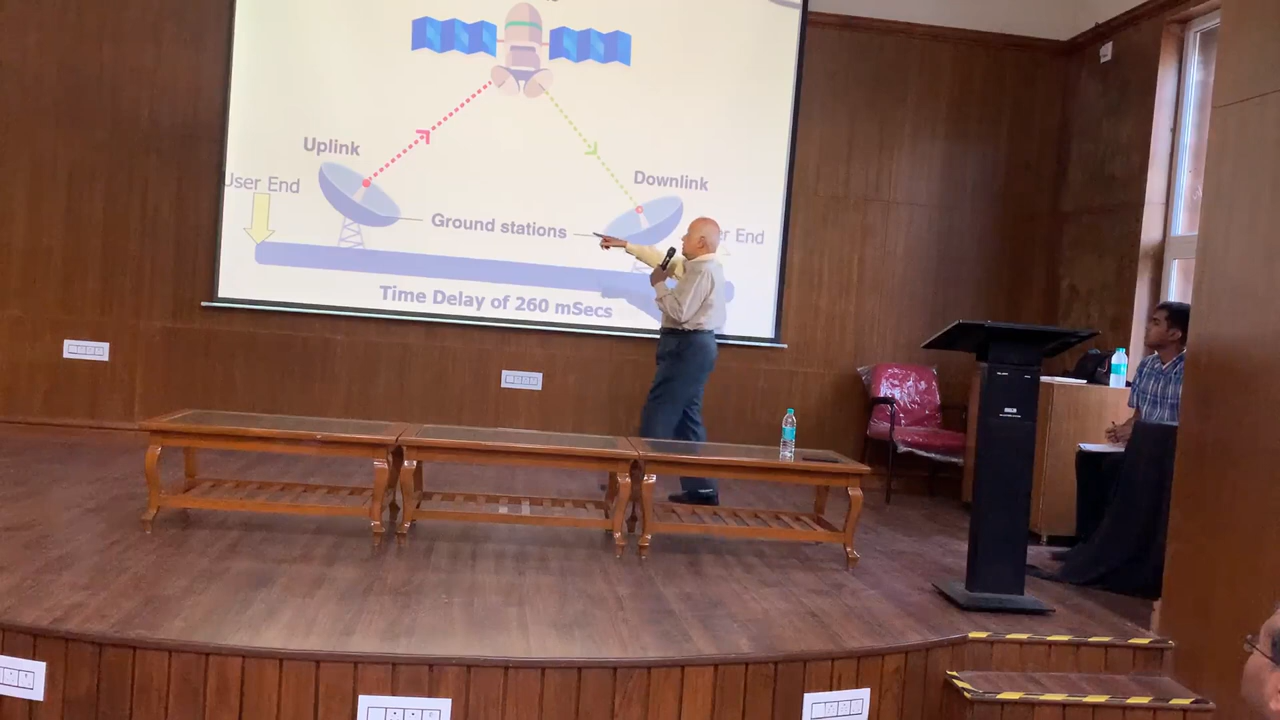 Uplink
User End
Downlink
Ground stations
er End
Time Delay of 260 mSecs